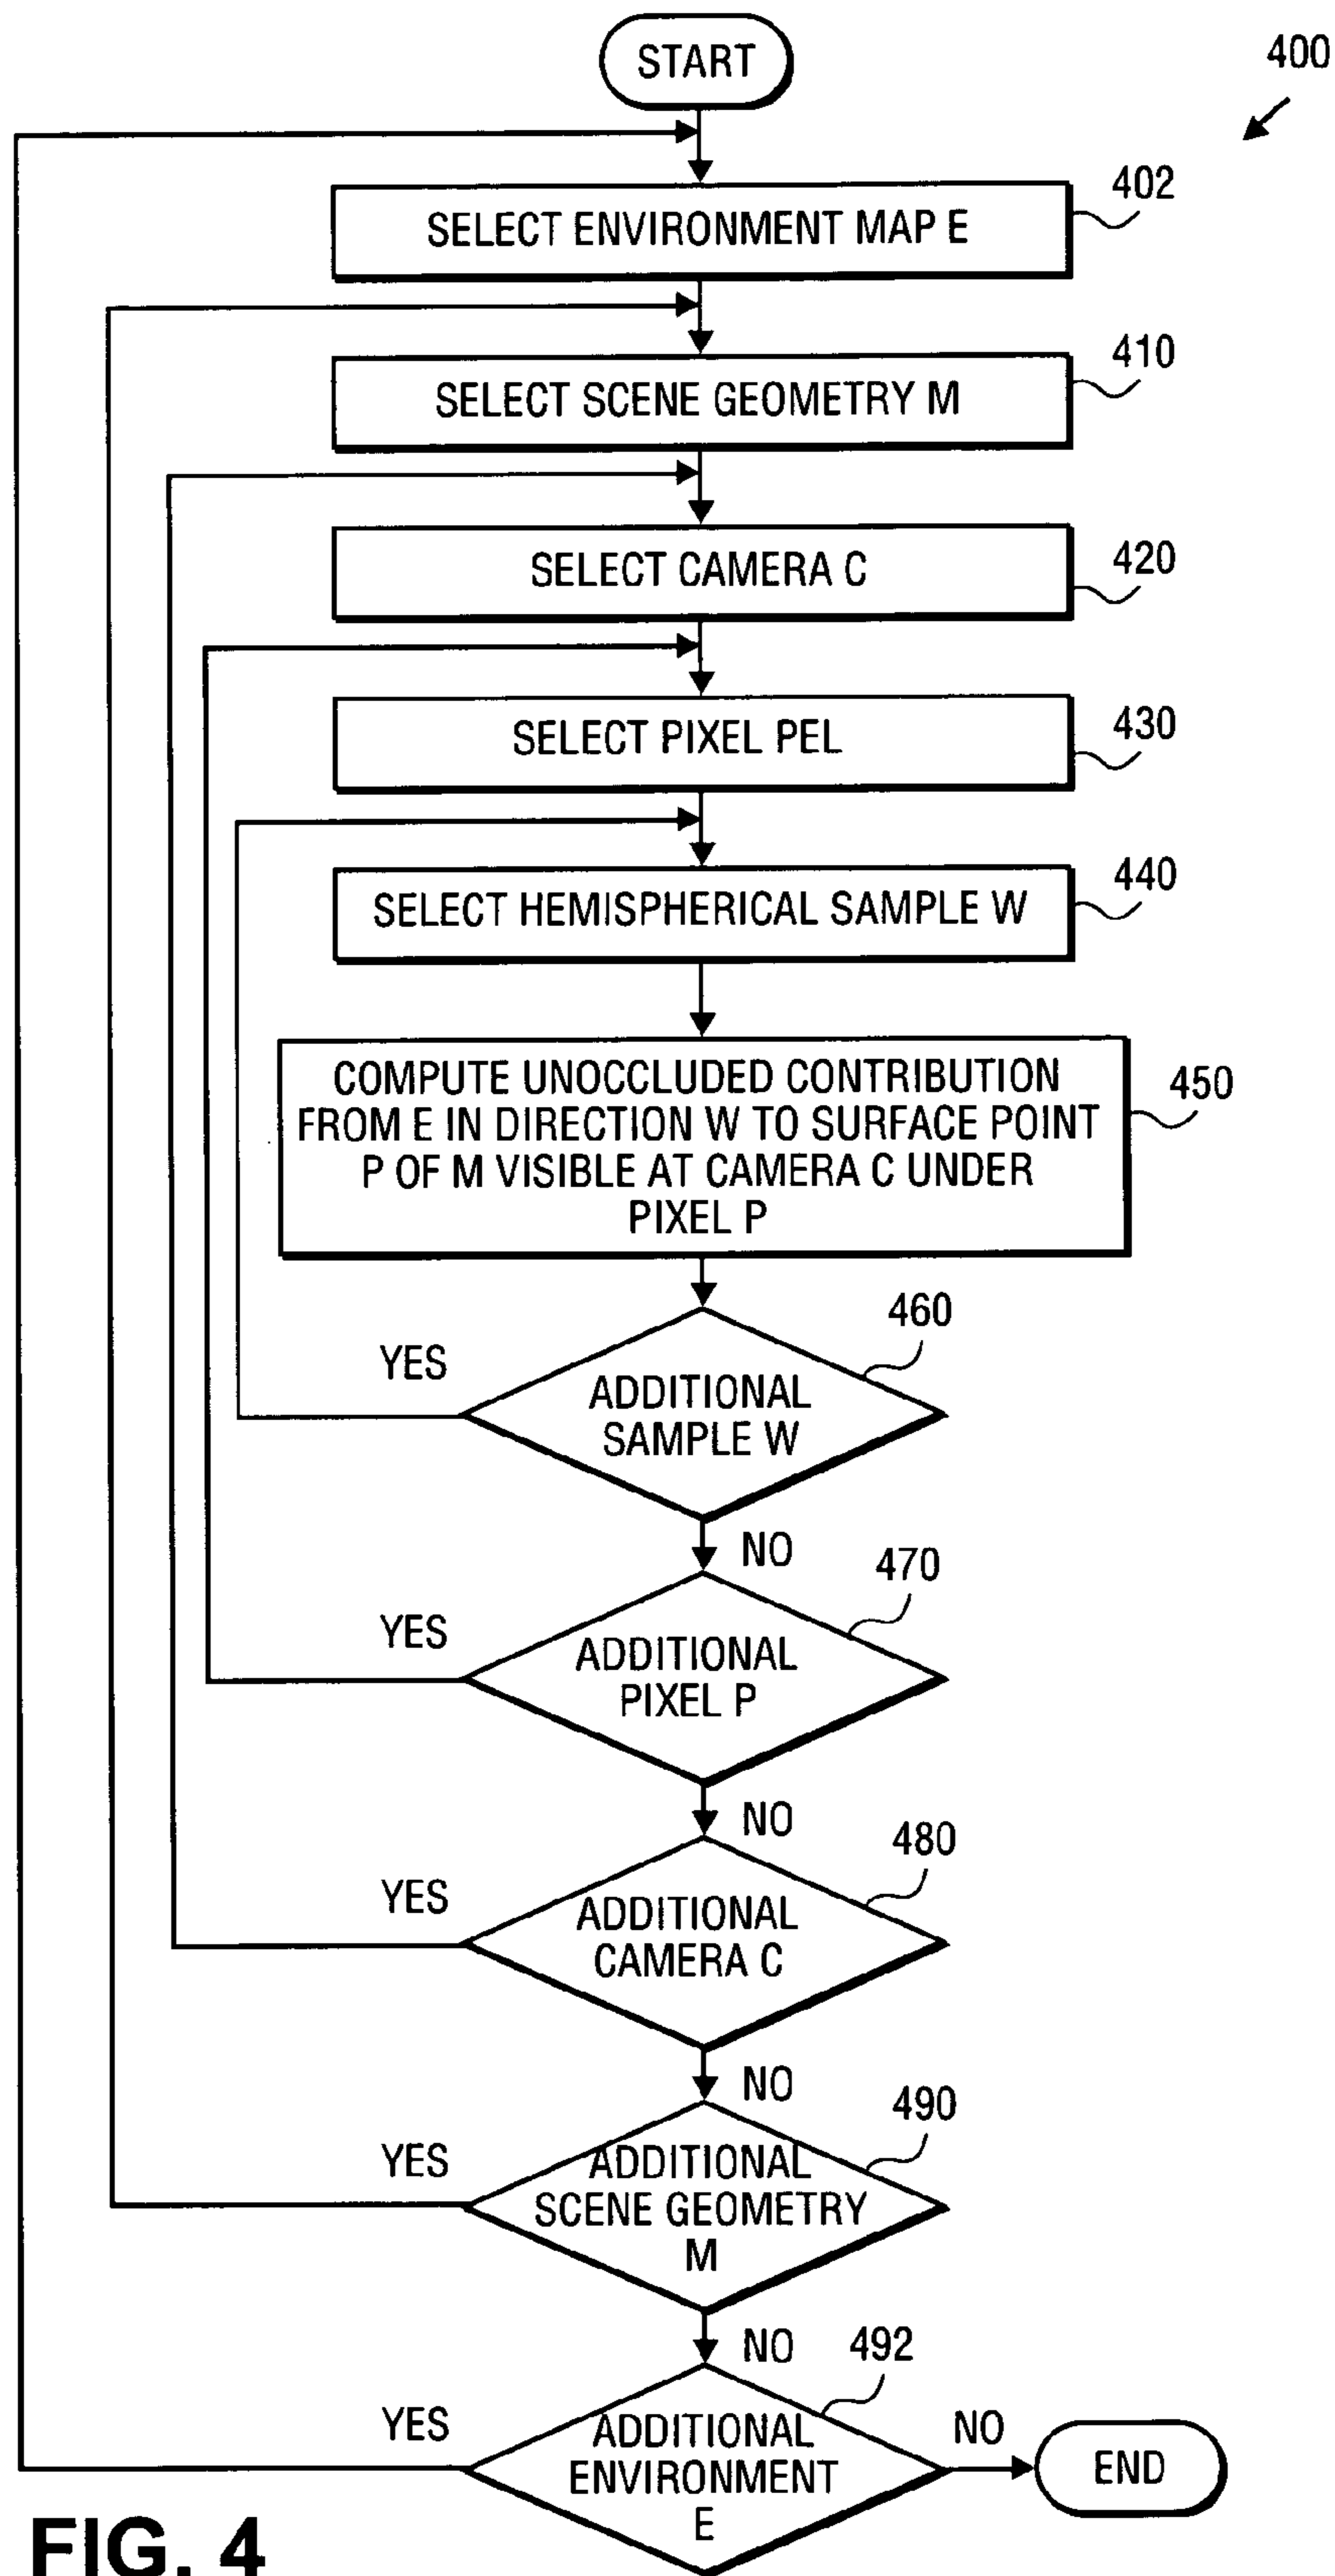 START
400
SELECT ENVIRONMENT MAP E
402
SELECT SCENE GEOMETRY M
410
SELECT CAMERA C
420
SELECT PIXEL PEL
430
SELECT HEMISPHERICAL SAMPLE W
440
COMPUTE UNOCCLUDED CONTRIBUTION
FROM E IN DIRECTION W TO SURFACE POINT
P OF M VISIBLE AT CAMERA C UNDER
PIXEL P
450
460
YES
ADDITIONAL
SAMPLE W
NO
470
YES
ADDITIONAL
PIXEL P
NO
480
YES
ADDITIONAL
CAMERA C
NO
490
YES
ADDITIONAL
SCENE GEOMETRY
M
NO
492
YES
ADDITIONAL
ENVIRONMENT
E
NO
END
FIG. 4